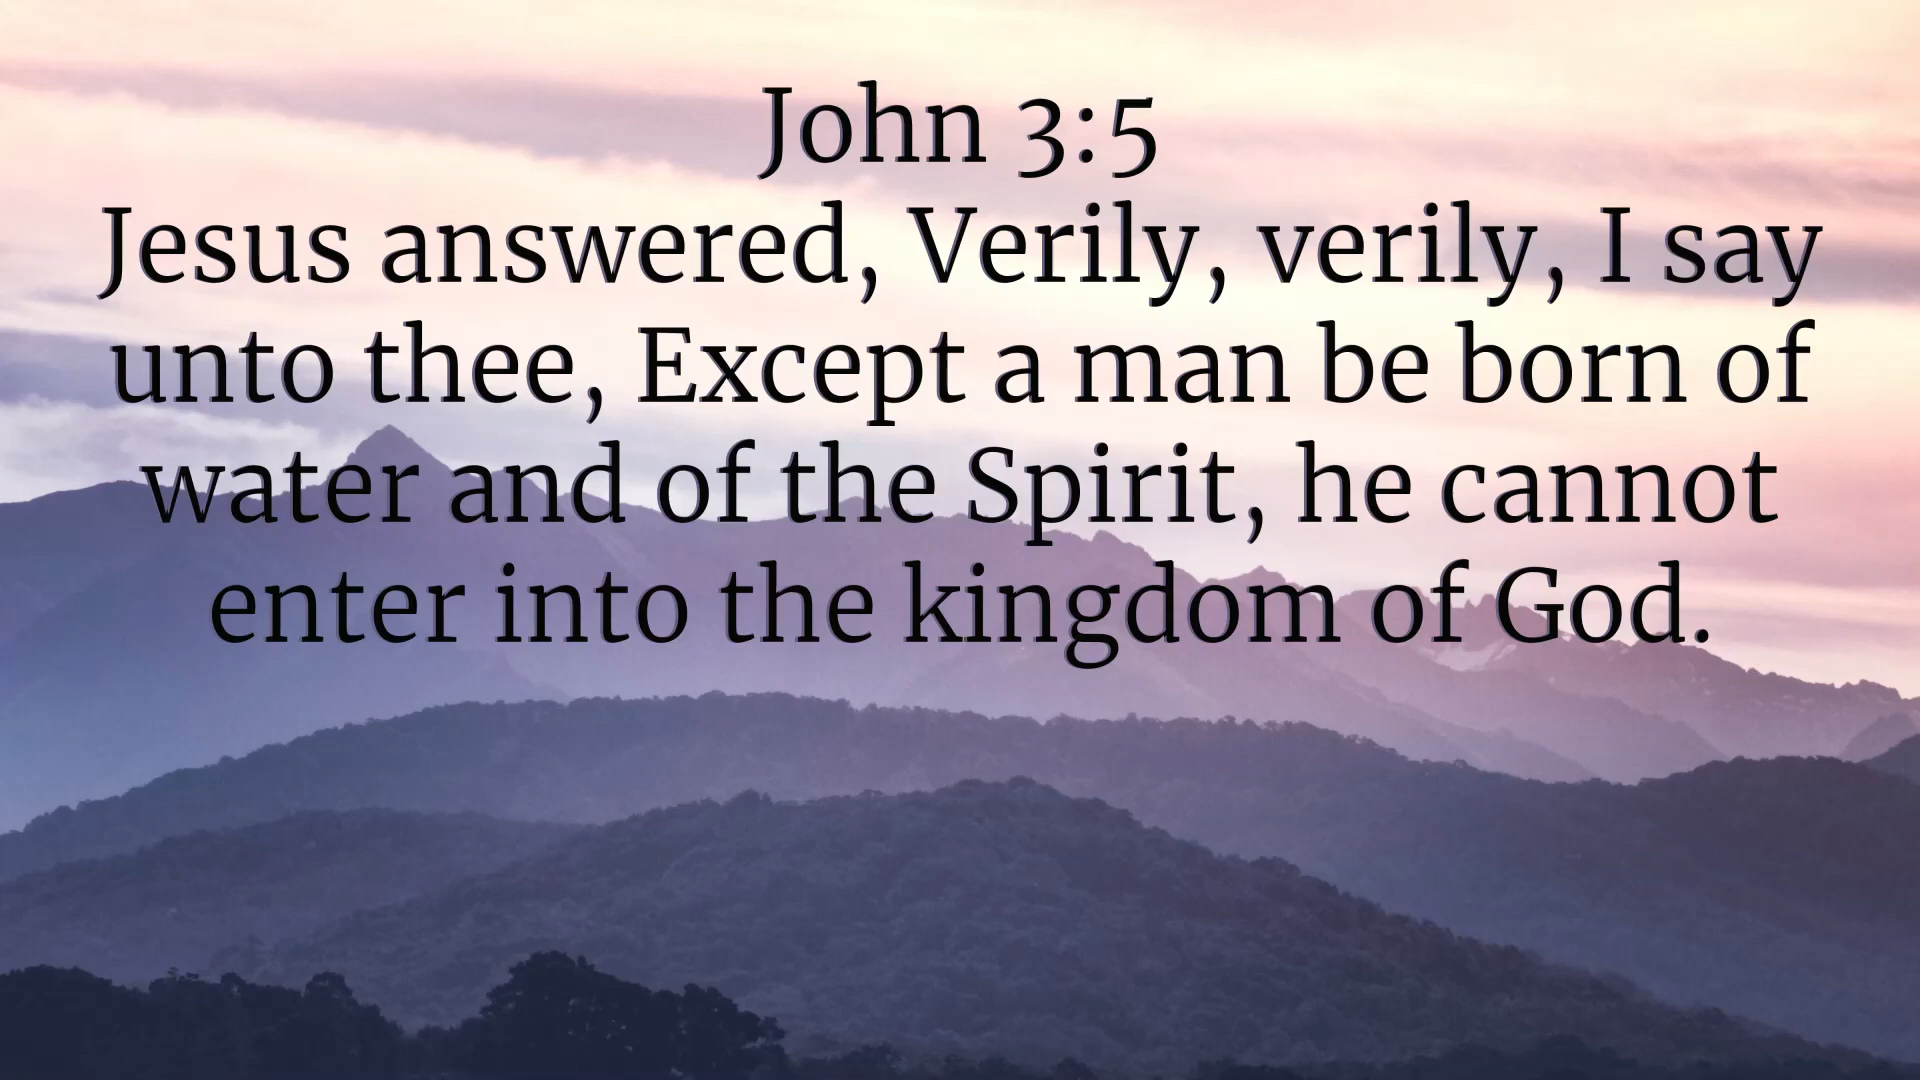 John 3:5
Jesus answered, Verily, verily, I say
unto thee, Except a man be born of
water and of the Spirit, he cannot
enter into the kingdom of God.